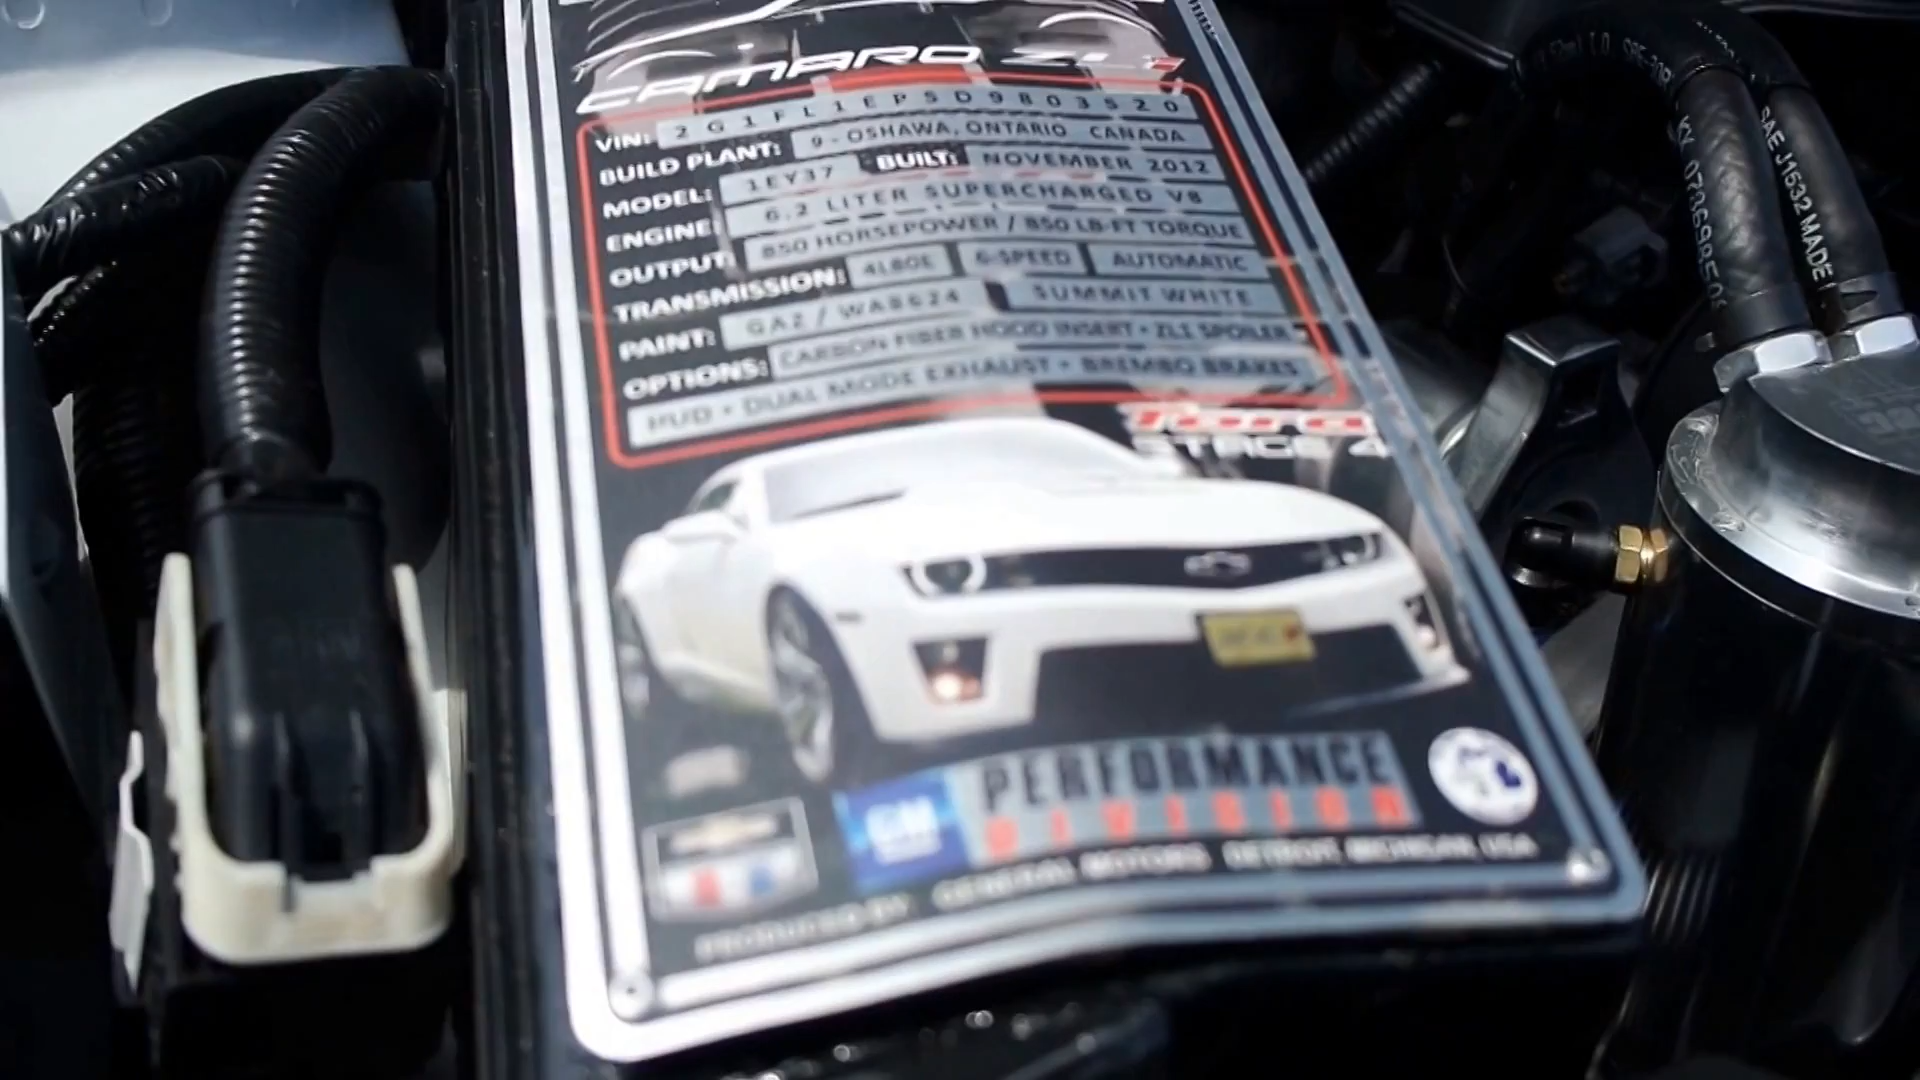 CAMARO ZL1
VIN: 2G1FL1EP5D9803520
BUILD PLANT: 9 - OSHAWA, ONTARIO CANADA
MODEL: 1EY37 BUILT: NOVEMBER 2012
ENGINE: 6.2 LITER SUPERCHARGED V8
OUTPUT: 850 HORSEPOWER / 850 LB-FT TORQUE
TRANSMISSION: 4L80E 6-SPEED AUTOMATIC
PAINT: GAZ / WA8624 SUMMIT WHITE
OPTIONS: CARBON FIBER HOOD INSERT • ZL1 SPOILER
HUD • DUAL MODE EXHAUST • BREMBO BRAKES
STAGE 4
GM
PERFORMANCE
DIVISION
PRODUCED BY GENERAL MOTORS DETROIT, MICHIGAN, USA
SAE J1532 MADE